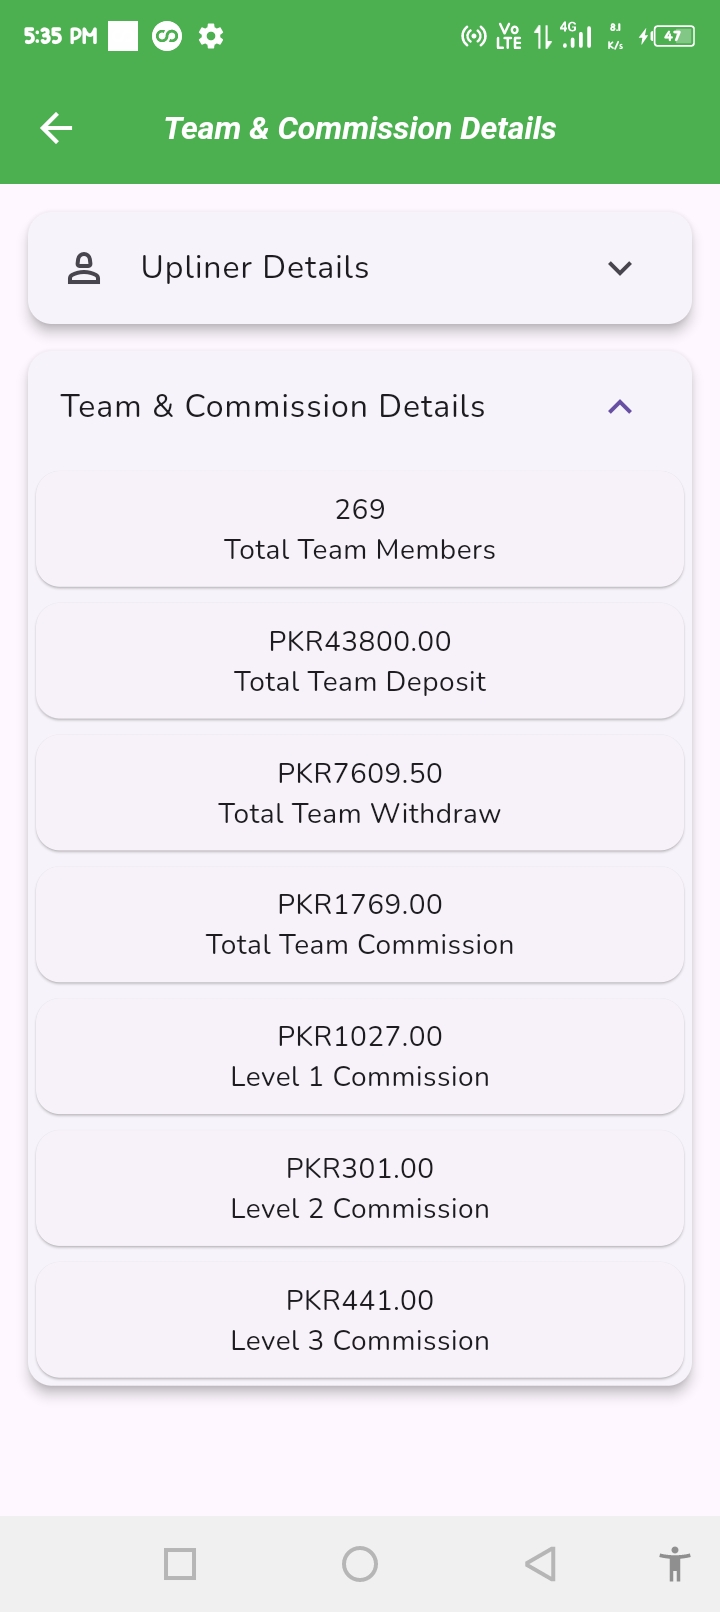 5:35 PM Vo LTE 4G 8.1 K/s 47
Team & Commission Details
Upliner Details
Team & Commission Details
269
Total Team Members
PKR43800.00
Total Team Deposit
PKR7609.50
Total Team Withdraw
PKR1769.00
Total Team Commission
PKR1027.00
Level 1 Commission
PKR301.00
Level 2 Commission
PKR441.00
Level 3 Commission